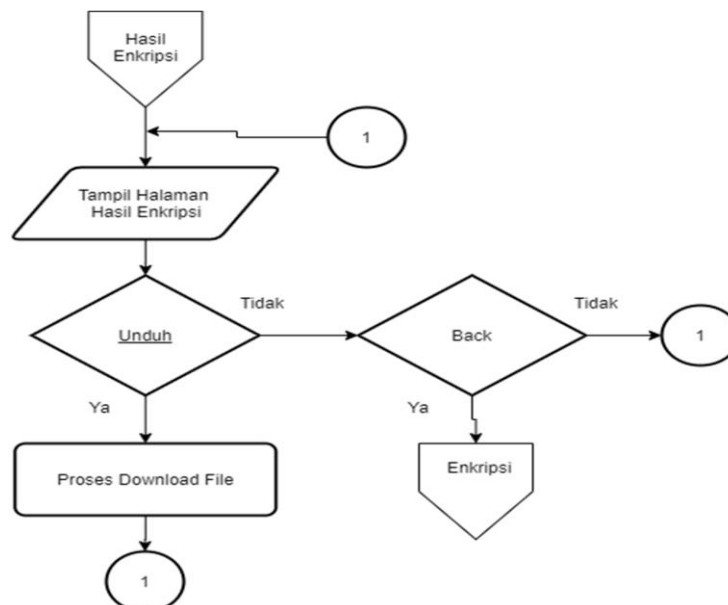 Hasil
Enkripsi
1
Tampil Halaman
Hasil Enkripsi
Tidak
Tidak
Unduh
Back
1
Ya
Ya
Enkripsi
Proses Download File
1